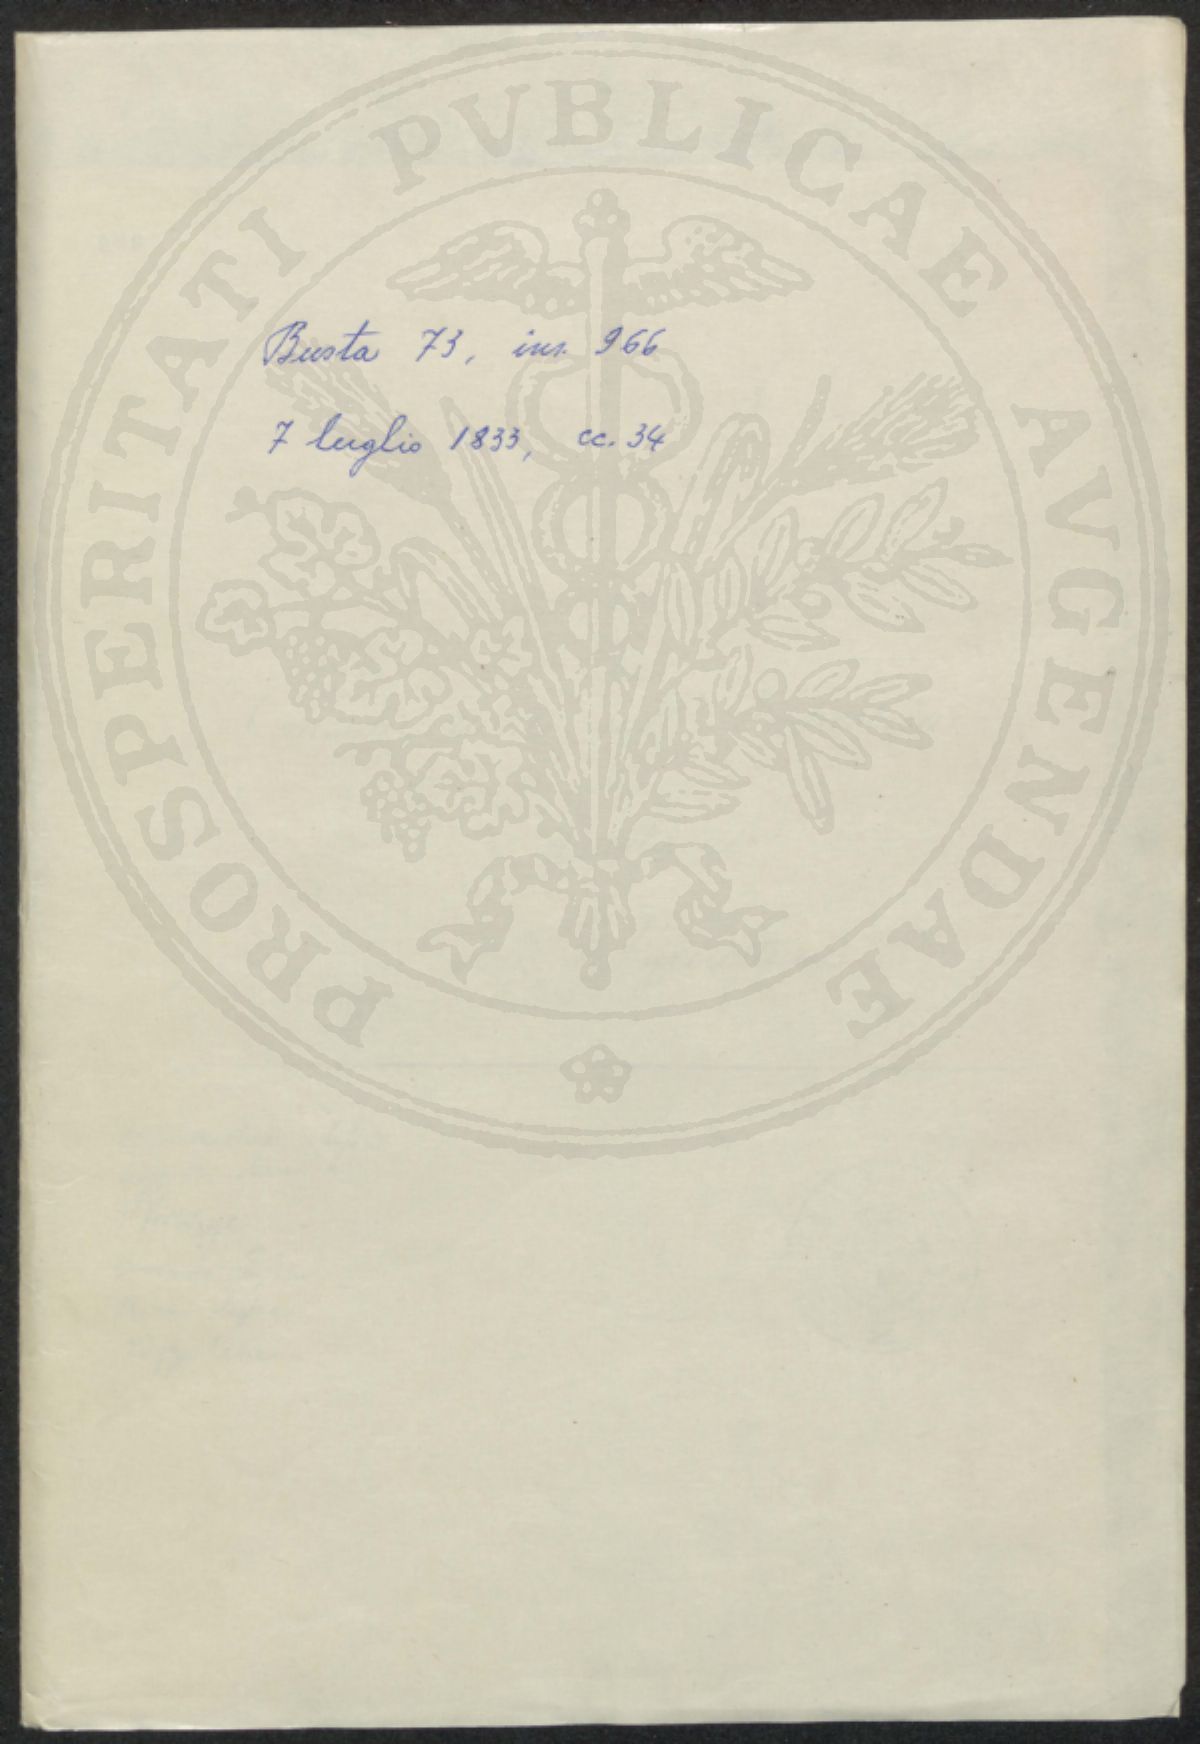 Busta 73, ins. 966
7 luglio 1833, cc. 34
PROSPERITATI PVBLICAE AVGENDAE